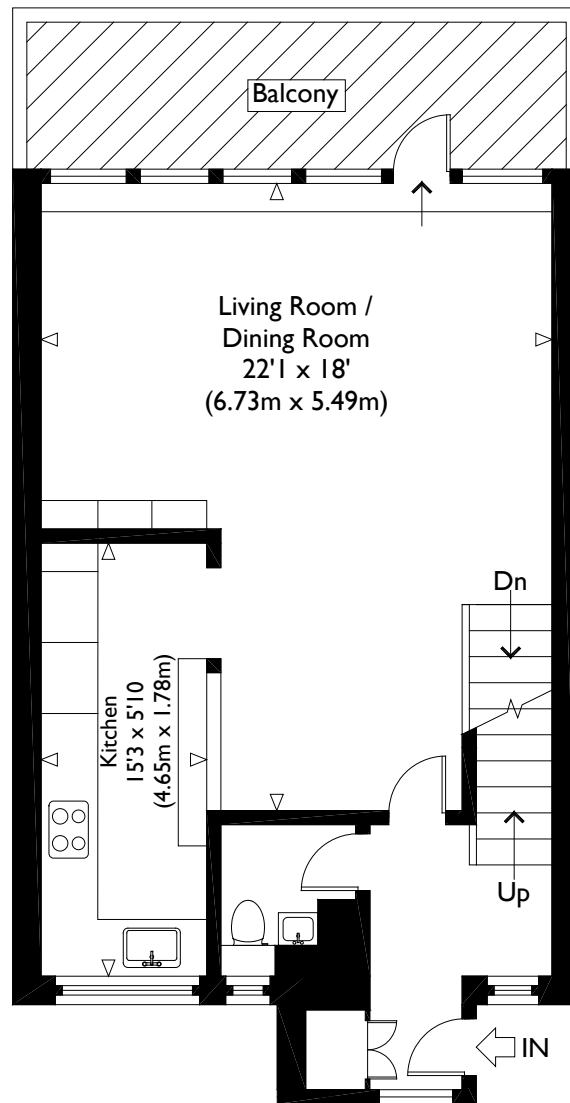 Balcony
Living Room /
Dining Room
22'1 x 18'
(6.73m x 5.49m)
Dn
Kitchen
15'3 x 5'10
(4.65m x 1.78m)
Up
IN